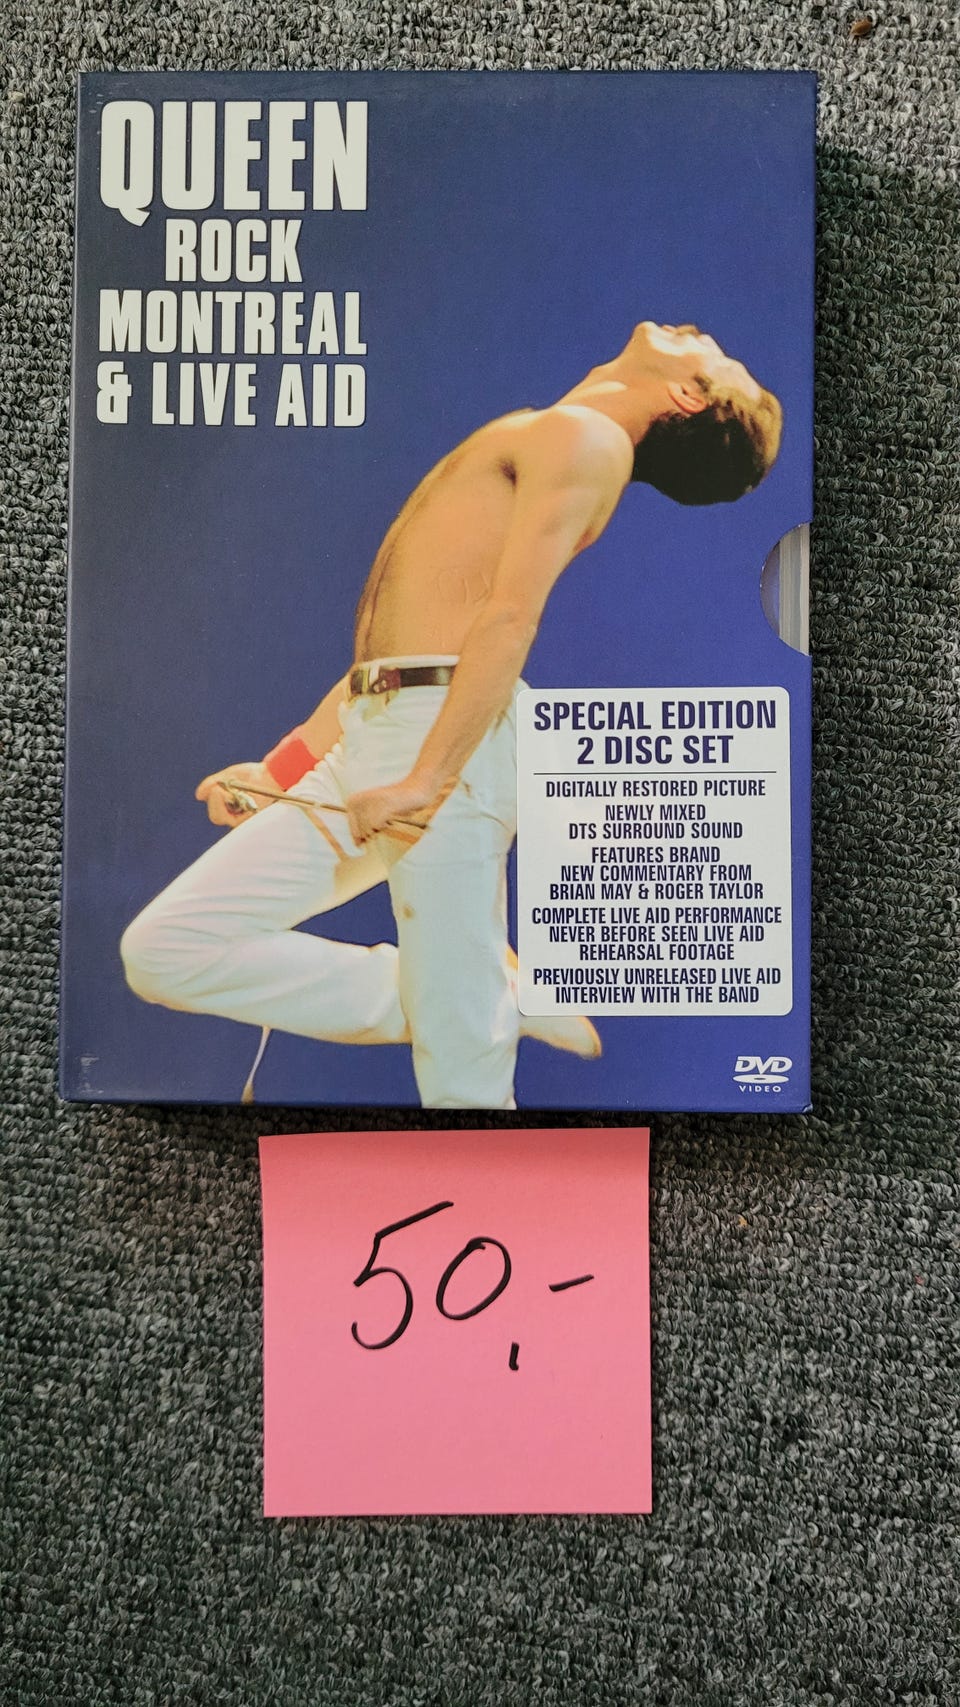 QUEEN
ROCK
MONTREAL
& LIVE AID
SPECIAL EDITION
2 DISC SET
DIGITALLY RESTORED PICTURE
NEWLY MIXED
DTS SURROUND SOUND
FEATURES BRAND
NEW COMMENTARY FROM
BRIAN MAY & ROGER TAYLOR
COMPLETE LIVE AID PERFORMANCE
NEVER BEFORE SEEN LIVE AID
REHEARSAL FOOTAGE
PREVIOUSLY UNRELEASED LIVE AID
INTERVIEW WITH THE BAND
DVD
VIDEO
50,-